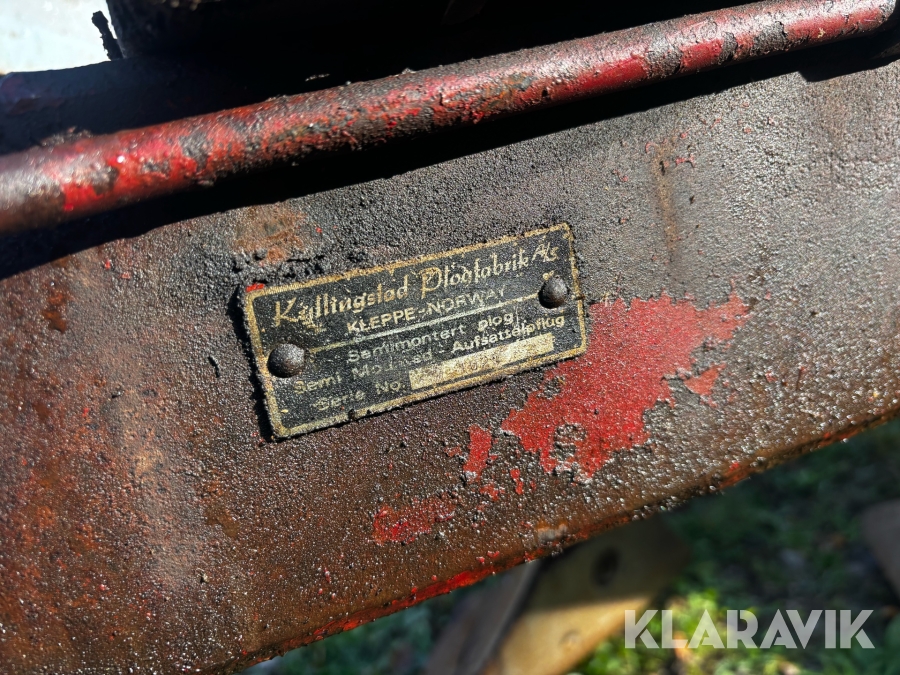 Kyllingstad Plogfabrik A/S
KLEPPE-NORWAY
Semimontert plog
Semi Mounted - Aufsattelpflug
Serie No.
KLARAVIK